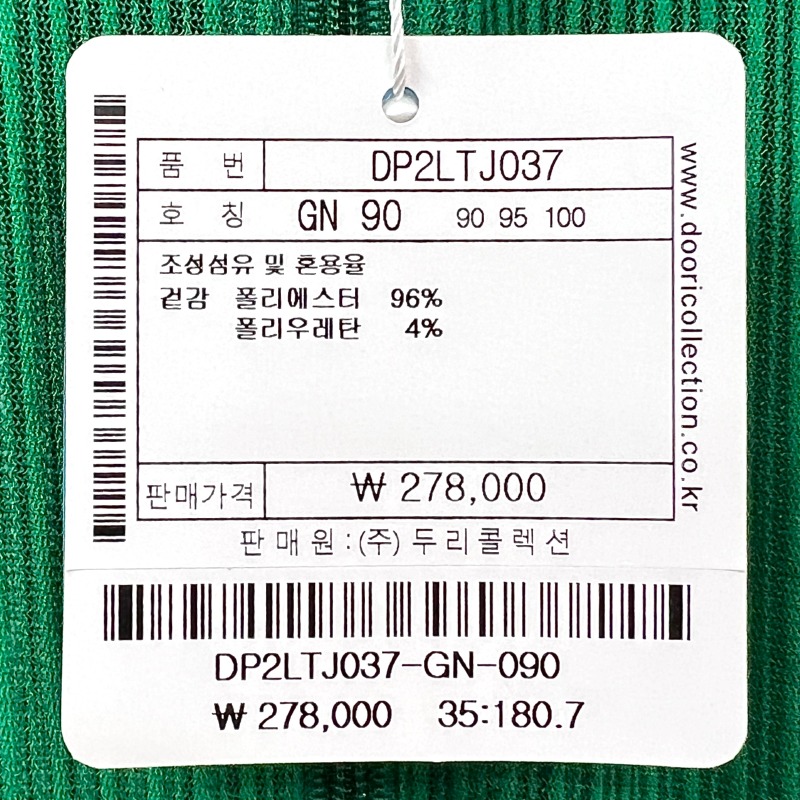 품 번 DP2LTJ037
호 칭 GN 90 90 95 100
조성섬유 및 혼용율
겉감 폴리에스터 96%
폴리우레탄 4%
판매가격 ₩ 278,000
판매원:(주)두리콜렉션
www.dooricollection.co.kr
DP2LTJ037-GN-090
₩ 278,000 35:180.7